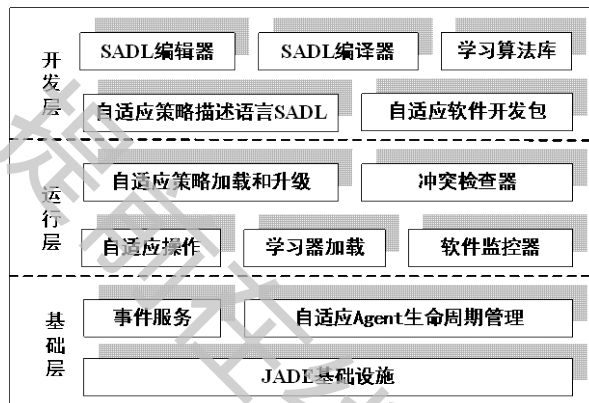 开发层
SADL编辑器
SADL编译器
学习算法库
自适应策略描述语言SADL
自适应软件开发包
运行层
自适应策略加载和升级
冲突检查器
自适应操作
学习器加载
软件监控器
基础层
事件服务
自适应Agent生命周期管理
JADE基础设施
提前在线